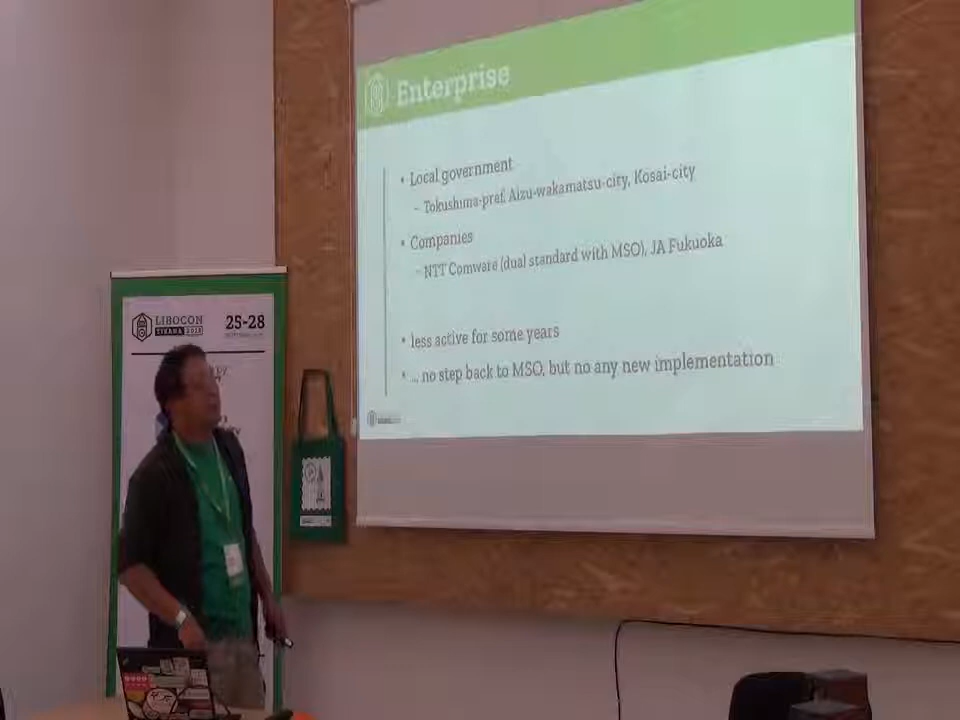 Enterprise
• Local government
– Tokushima-pref, Aizu-wakamatsu-city, Kosai-city
• Companies
– NTT Comware (dual standard with MSO), JA Fukuoka
• less active for some years
• ... no step back to MSO, but no any new implementation
LIBOCON
TIRANA 2018
25-28